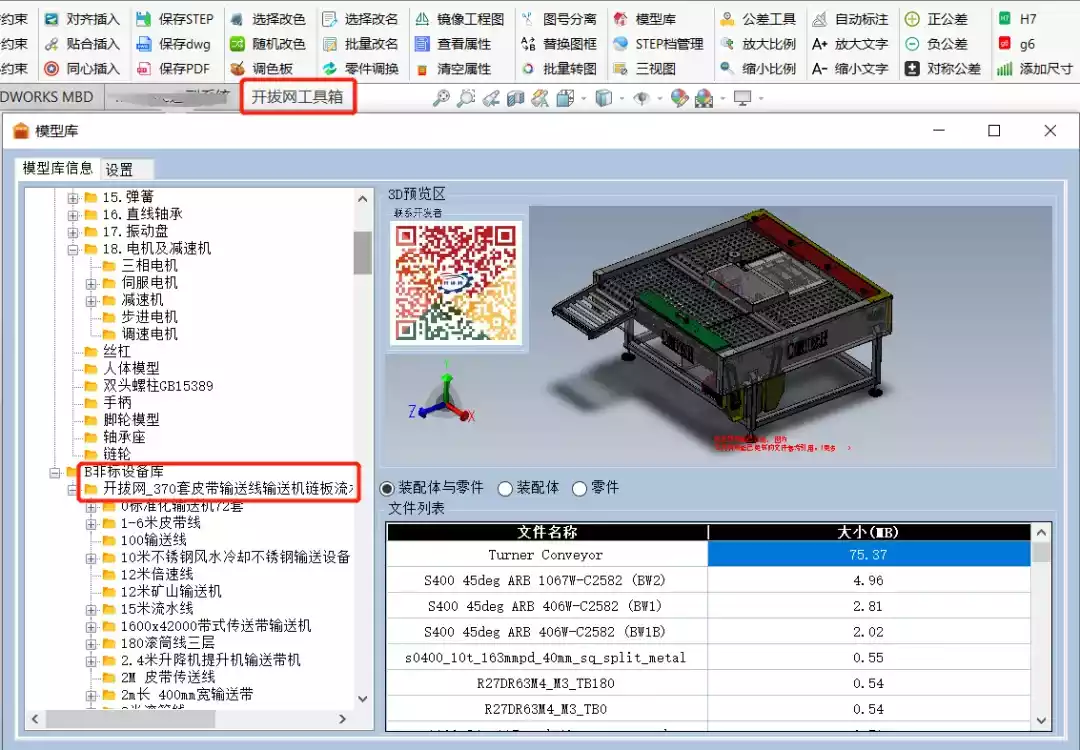 约束 对齐插入 保存STEP 选择改色 选择改名 镜像工程图 图号分离 模型库 公差工具 自动标注 正公差 H7
约束 贴合插入 保存dwg 随机改色 批量改名 查看属性 替换图框 STEP档管理 放大比例 A+ 放大文字 负公差 g6
约束 同心插入 保存PDF 调色板 零件调换 清空属性 批量转图 三视图 缩小比例 A- 缩小文字 对称公差 添加尺寸
DWORKS MBD 开拔网工具箱
模型库
模型库信息 设置
15.弹簧
16.直线轴承
17.振动盘
18.电机及减速机
三相电机
伺服电机
减速机
步进电机
调速电机
丝杠
人体模型
双头螺柱GB15389
手柄
脚轮模型
轴承座
链轮
B非标设备库
开拔网_370套皮带输送线输送机链板流
0标准化输送机72套
1-6米皮带线
100输送线
10米不锈钢风水冷却不锈钢输送设备
12米倍速线
12米矿山输送机
15米流水线
1600x42000带式传送带输送机
180滚筒线三层
2.4米升降机提升机输送带机
2M 皮带传送线
2m长 400mm宽输送带
3D预览区
联系开发者
Y
Z
X
装配体与零件 装配体 零件
文件列表
文件名称 大小(MB)
Turner Conveyor 75.37
S400 45deg ARB 1067W-C2582 (BW2) 4.96
S400 45deg ARB 406W-C2582 (BW1) 2.81
S400 45deg ARB 406W-C2582 (BW1B) 2.02
s0400_10t_163mmpd_40mm_sq_split_metal 0.55
R27DR63M4_M3_TB180 0.54
R27DR63M4_M3_TB0 0.54